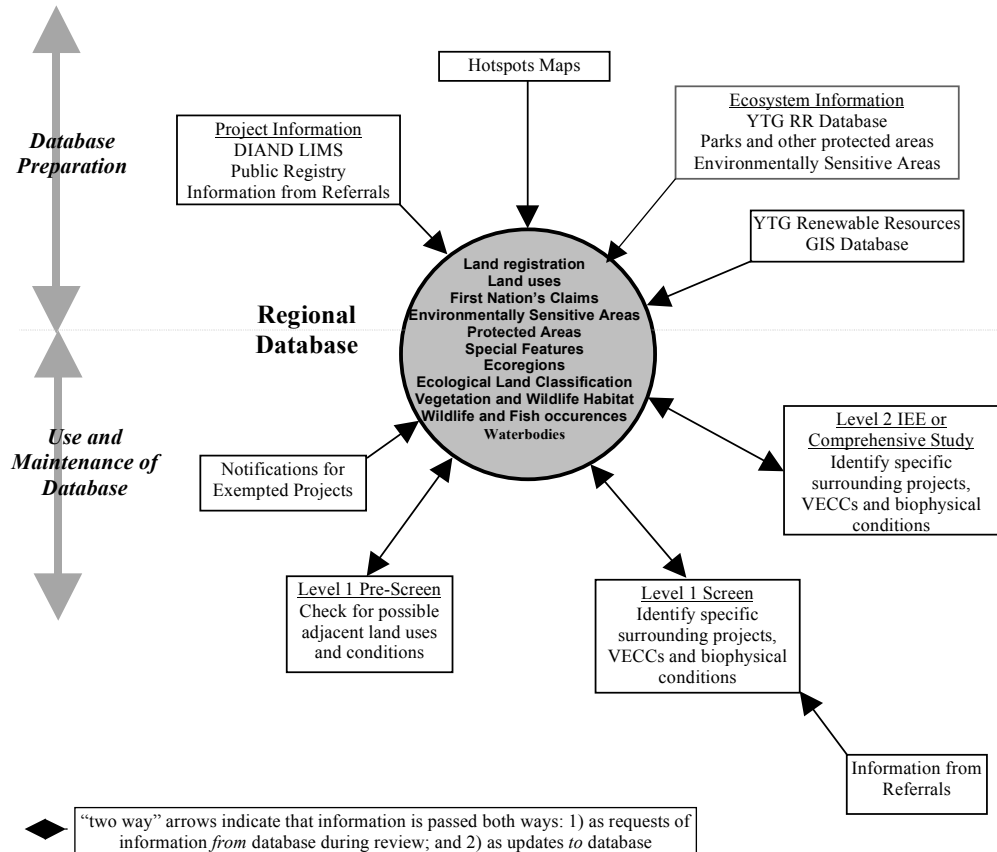 Hotspots Maps
Database
Preparation
Project Information
DIAND LIMS
Public Registry
Information from Referrals
Ecosystem Information
YTG RR Database
Parks and other protected areas
Environmentally Sensitive Areas
YTG Renewable Resources
GIS Database
Regional
Database
Land registration
Land uses
First Nation's Claims
Environmentally Sensitive Areas
Protected Areas
Special Features
Ecoregions
Ecological Land Classification
Vegetation and Wildlife Habitat
Wildlife and Fish occurences
Waterbodies
Use and
Maintenance of
Database
Notifications for
Exempted Projects
Level 2 IEE or
Comprehensive Study
Identify specific
surrounding projects,
VECCs and biophysical
conditions
Level 1 Pre-Screen
Check for possible
adjacent land uses
and conditions
Level 1 Screen
Identify specific
surrounding projects,
VECCs and biophysical
conditions
Information from
Referrals
“two way” arrows indicate that information is passed both ways: 1) as requests of
information from database during review; and 2) as updates to database